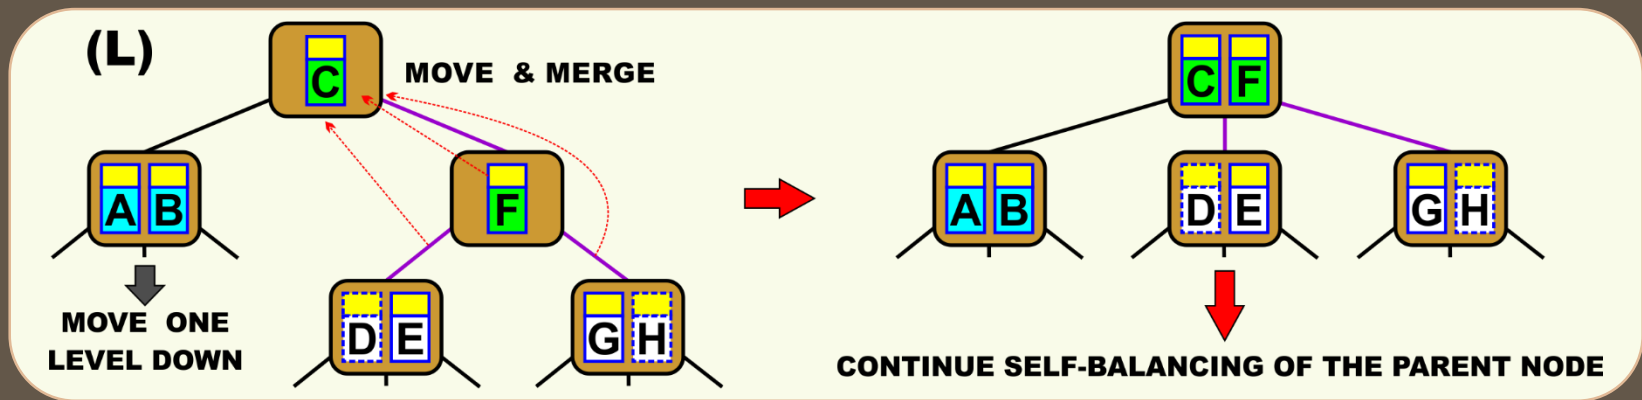 (L)
C
MOVE & MERGE
A B
F
D E
G H
MOVE ONE
LEVEL DOWN
C F
A B
D E
G H
CONTINUE SELF-BALANCING OF THE PARENT NODE